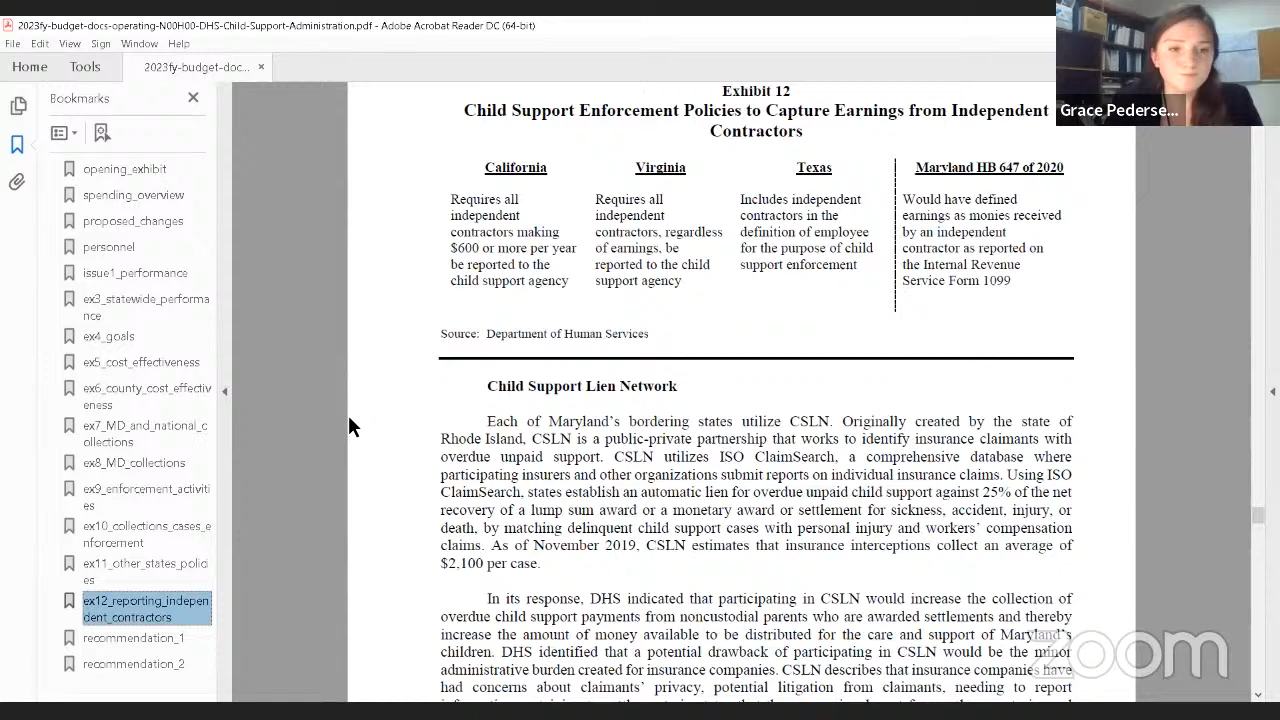 2023fy-budget-docs-operating-N00H00-DHS-Child-Support-Administration.pdf - Adobe Acrobat Reader DC (64-bit)
File Edit View Sign Window Help
Home Tools 2023fy-budget-doc... ×
Bookmarks
opening_exhibit
spending_overview
proposed_changes
personnel
issue1_performance
ex3_statewide_performa
nce
ex4_goals
ex5_cost_effectiveness
ex6_county_cost_effectiv
eness
ex7_MD_and_national_c
ollections
ex8_MD_collections
ex9_enforcement_activiti
es
ex10_collections_cases_e
nforcement
ex11_other_states_polici
es
ex12_reporting_indepen
dent_contractors
recommendation_1
recommendation_2
Exhibit 12
Child Support Enforcement Policies to Capture Earnings from Independent
Contractors
California
Requires all
independent
contractors making
$600 or more per year
be reported to the
child support agency
Virginia
Requires all
independent
contractors, regardless
of earnings, be
reported to the child
support agency
Texas
Includes independent
contractors in the
definition of employee
for the purpose of child
support enforcement
Maryland HB 647 of 2020
Would have defined
earnings as monies received
by an independent
contractor as reported on
the Internal Revenue
Service Form 1099
Source: Department of Human Services
Child Support Lien Network
Each of Maryland's bordering states utilize CSLN. Originally created by the state of
Rhode Island, CSLN is a public-private partnership that works to identify insurance claimants with
overdue unpaid support. CSLN utilizes ISO ClaimSearch, a comprehensive database where
participating insurers and other organizations submit reports on individual insurance claims. Using ISO
ClaimSearch, states establish an automatic lien for overdue unpaid child support against 25% of the net
recovery of a lump sum award or a monetary award or settlement for sickness, accident, injury, or
death, by matching delinquent child support cases with personal injury and workers' compensation
claims. As of November 2019, CSLN estimates that insurance interceptions collect an average of
$2,100 per case.
In its response, DHS indicated that participating in CSLN would increase the collection of
overdue child support payments from noncustodial parents who are awarded settlements and thereby
increase the amount of money available to be distributed for the care and support of Maryland's
children. DHS identified that a potential drawback of participating in CSLN would be the minor
administrative burden created for insurance companies. CSLN describes that insurance companies have
had concerns about claimants' privacy, potential litigation from claimants, needing to report
Grace Pederse...
zoom